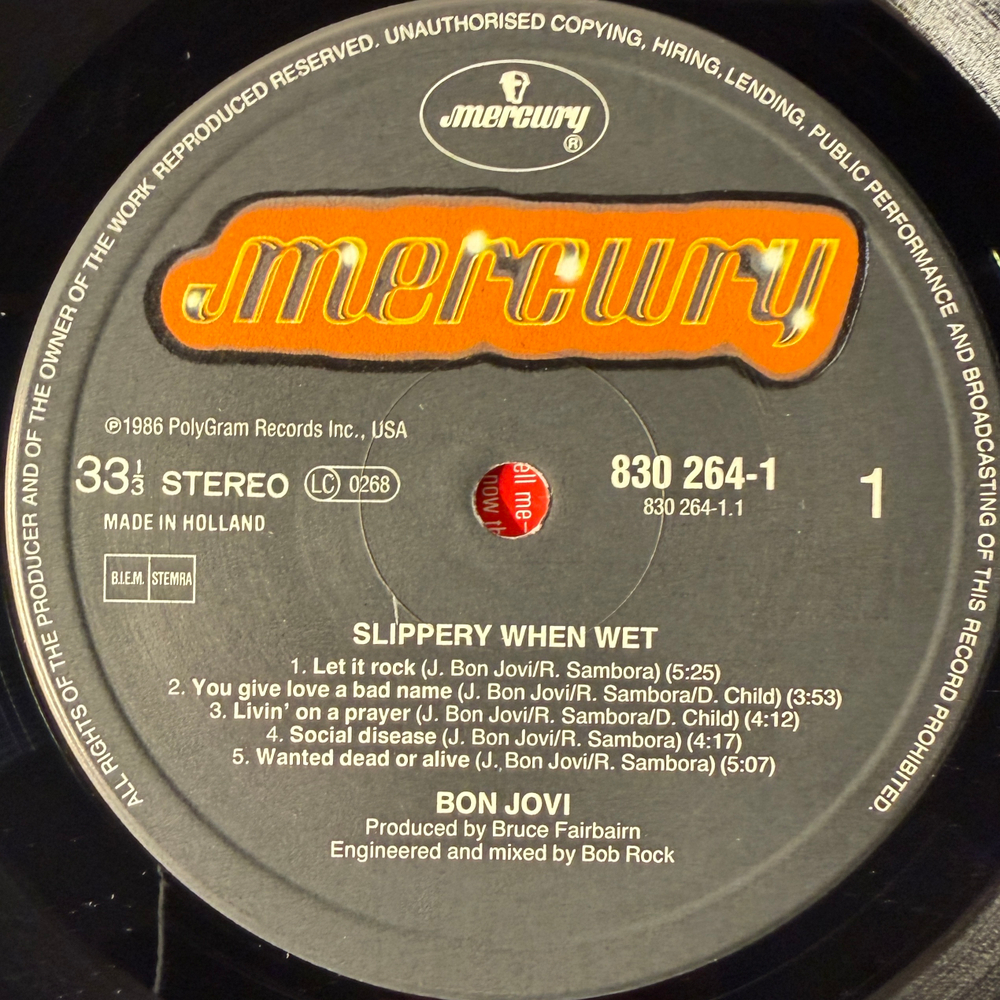 ALL RIGHTS OF THE PRODUCER AND OF THE OWNER OF THE WORK REPRODUCED RESERVED. UNAUTHORISED COPYING, HIRING, LENDING, PUBLIC PERFORMANCE AND BROADCASTING OF THIS RECORD PROHIBITED.
mercury
®
mercury
℗1986 PolyGram Records Inc., USA
33⅓ STEREO LC 0268
MADE IN HOLLAND
B.I.E.M. STEMRA
830 264-1
830 264-1.1
1
ell me-
now th
SLIPPERY WHEN WET
1. Let it rock (J. Bon Jovi/R. Sambora) (5:25)
2. You give love a bad name (J. Bon Jovi/R. Sambora/D. Child) (3:53)
3. Livin' on a prayer (J. Bon Jovi/R. Sambora/D. Child) (4:12)
4. Social disease (J. Bon Jovi/R. Sambora) (4:17)
5. Wanted dead or alive (J. Bon Jovi/R. Sambora) (5:07)
BON JOVI
Produced by Bruce Fairbairn
Engineered and mixed by Bob Rock